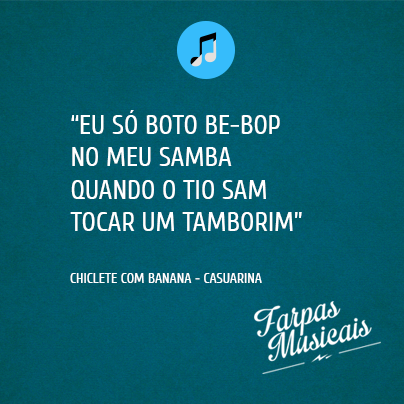 “EU SÓ BOTO BE-BOP
NO MEU SAMBA
QUANDO O TIO SAM
TOCAR UM TAMBORIM”
CHICLETE COM BANANA - CASUARINA
Farpas
Musicais